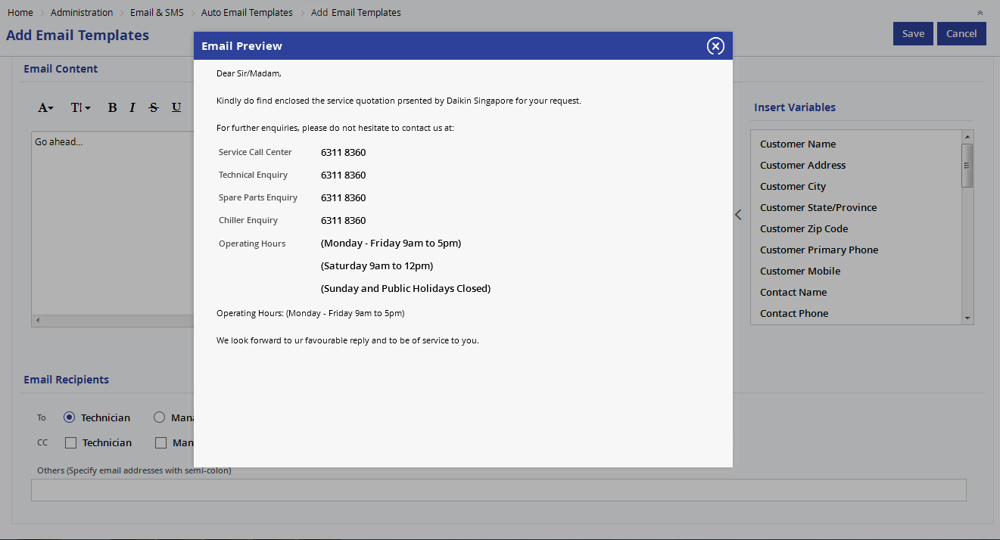 Home > Administration > Email & SMS > Auto Email Templates > Add Email Templates
Add Email Templates
Save
Cancel
Email Preview
Email Content
Dear Sir/Madam,
Kindly do find enclosed the service quotation prsented by Daikin Singapore for your request.
For further enquiries, please do not hesitate to contact us at:
Service Call Center 6311 8360
Technical Enquiry 6311 8360
Spare Parts Enquiry 6311 8360
Chiller Enquiry 6311 8360
Operating Hours (Monday - Friday 9am to 5pm)
(Saturday 9am to 12pm)
(Sunday and Public Holidays Closed)
Operating Hours: (Monday - Friday 9am to 5pm)
We look forward to ur favourable reply and to be of service to you.
A T B I S U
Go ahead...
Insert Variables
Customer Name
Customer Address
Customer City
Customer State/Province
Customer Zip Code
Customer Primary Phone
Customer Mobile
Contact Name
Contact Phone
Email Recipients
To Technician Mana
CC Technician Man
Others (Specify email addresses with semi-colon)